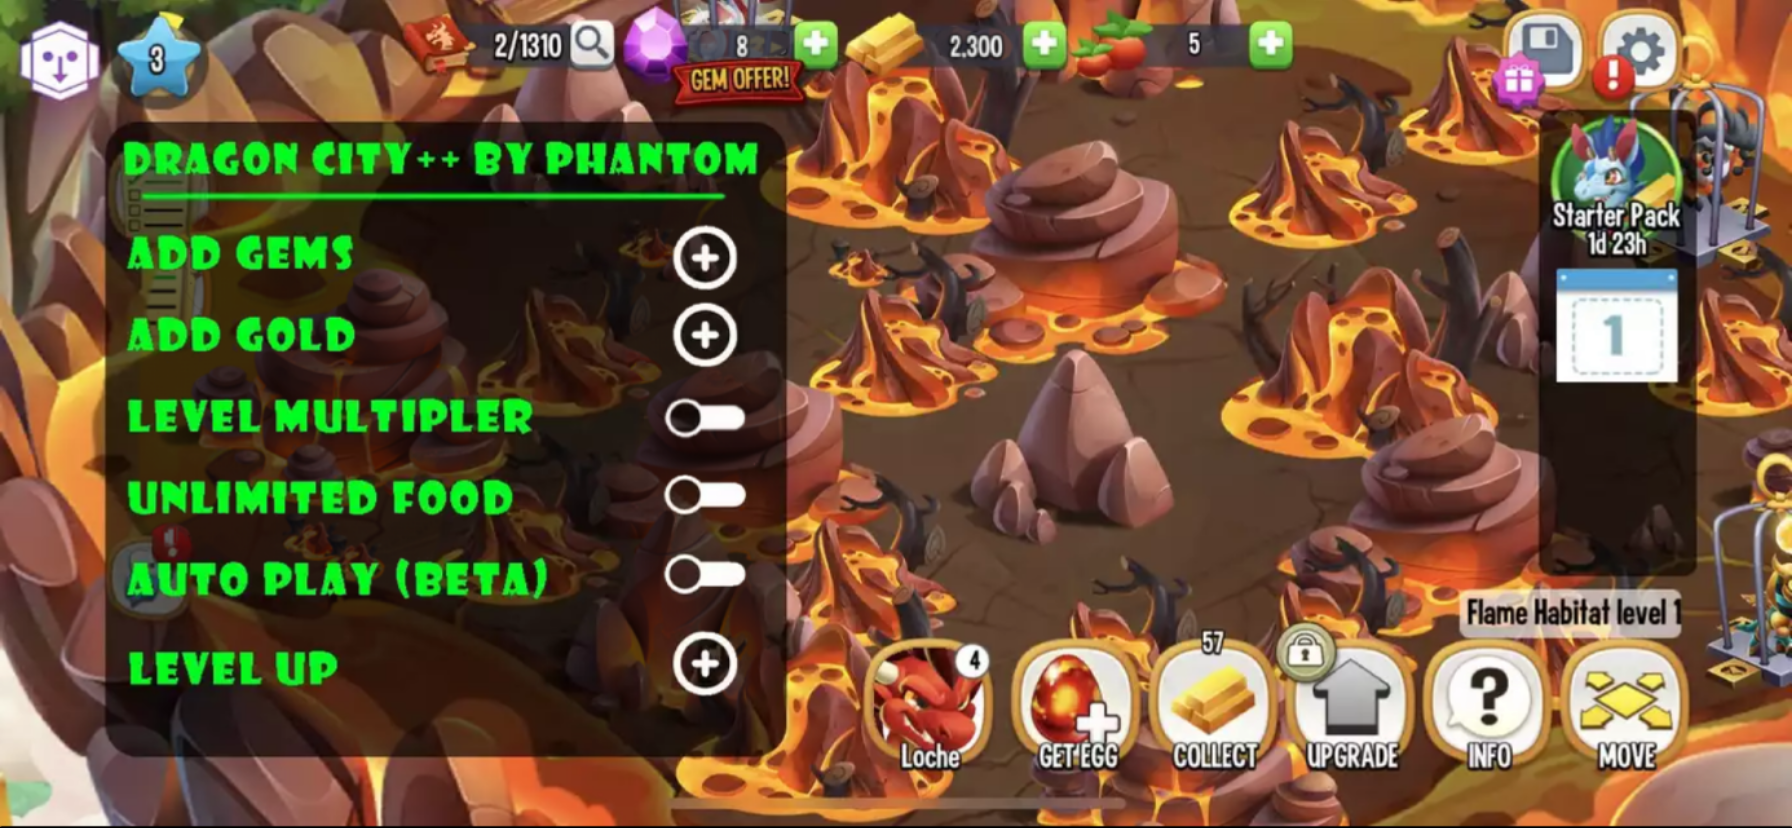 3
2/1310
8
2,300
5
GEM OFFER!
DRAGON CITY++ BY PHANTOM
ADD GEMS
ADD GOLD
LEVEL MULTIPLER
UNLIMITED FOOD
AUTO PLAY (BETA)
LEVEL UP
Starter Pack
1d 23h
1
Flame Habitat level 1
4
57
Loche
GET EGG
COLLECT
UPGRADE
INFO
MOVE